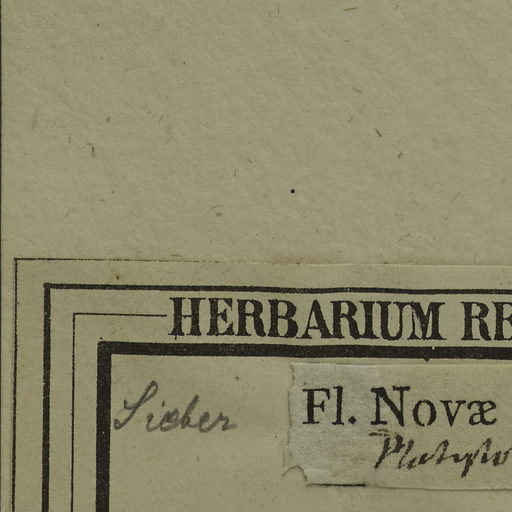 HERBARIUM RE
Sieber
Fl. Novæ